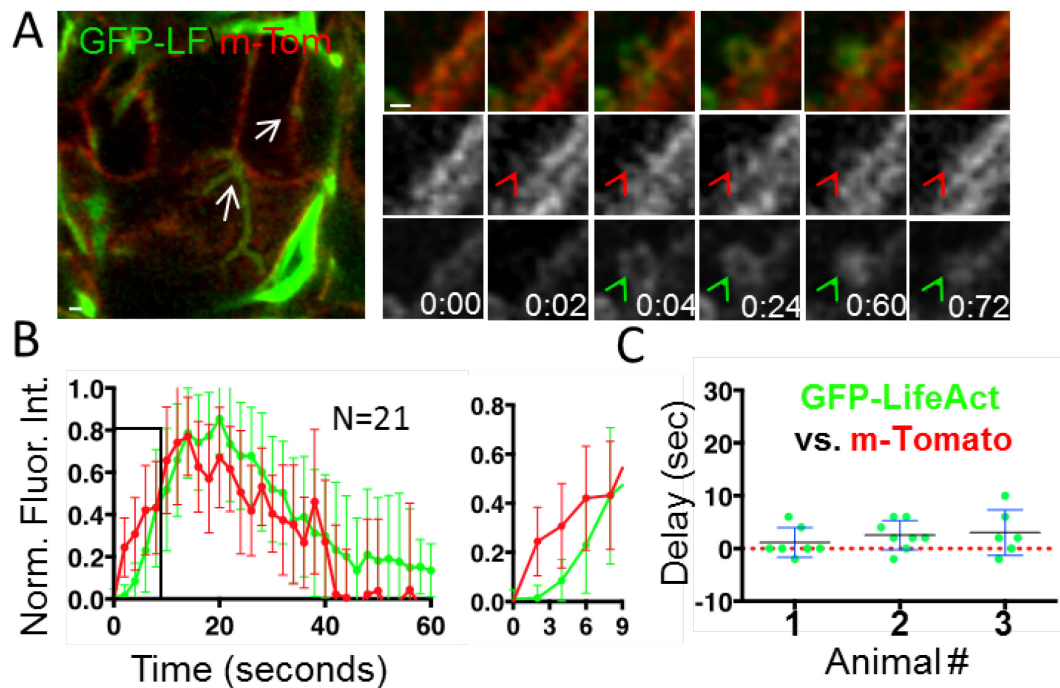 A
GFP-LF\m-Tom
0:00 0:02 0:04 0:24 0:60 0:72
B
Norm. Fluor. Int.
1.0
0.8
0.6
0.4
0.2
0.0
N=21
0 20 40 60
0.8
0.6
0.4
0.2
0.0
0 3 6 9
Time (seconds)
C
Delay (sec)
30
20
10
0
-10
GFP-LifeAct
vs. m-Tomato
1 2 3
Animal #